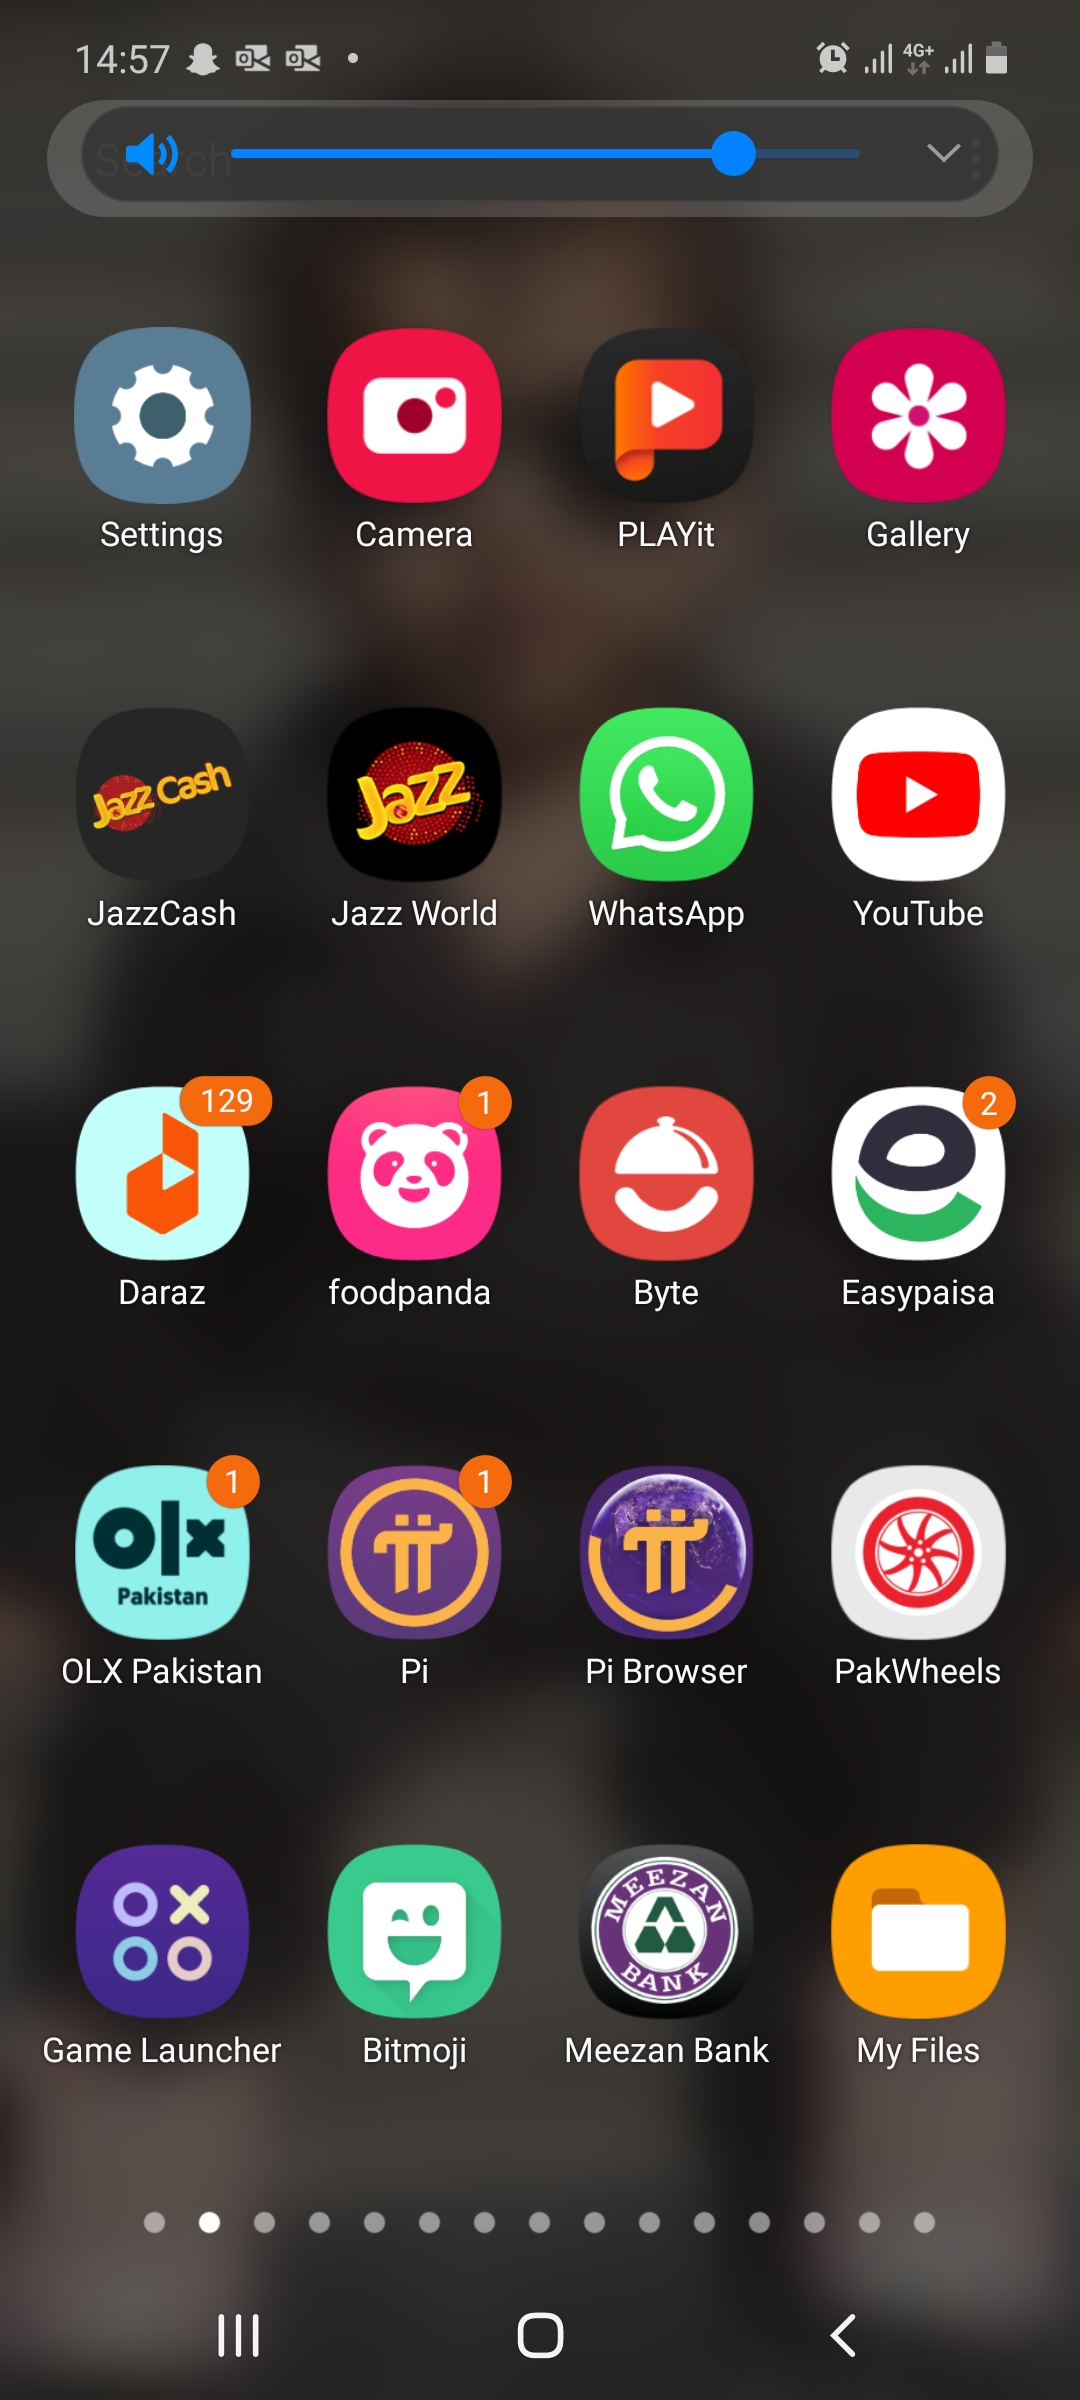 14:57
4G+
Search
Settings
Camera
PLAYit
Gallery
Jazz Cash
Jazz
JazzCash
Jazz World
WhatsApp
YouTube
129
1
2
Daraz
foodpanda
Byte
Easypaisa
1
1
olx
Pakistan
OLX Pakistan
Pi
Pi Browser
PakWheels
MEEZAN
BANK
Game Launcher
Bitmoji
Meezan Bank
My Files